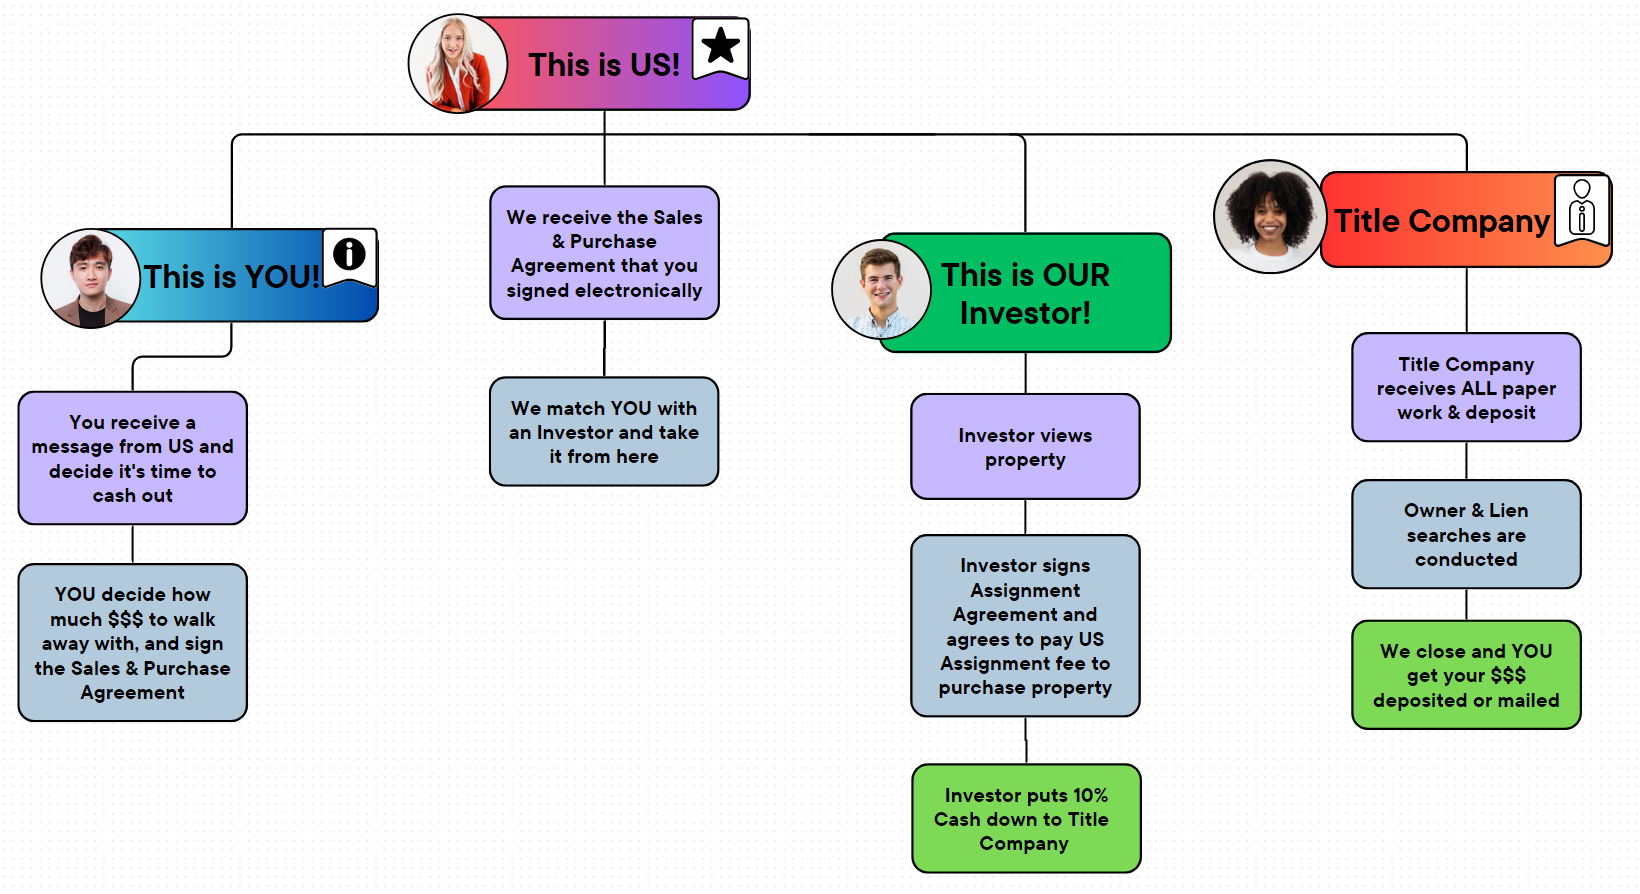 This is US!
This is YOU!
You receive a
message from US and
decide it's time to
cash out
YOU decide how
much $$$ to walk
away with, and sign
the Sales & Purchase
Agreement
We receive the Sales
& Purchase
Agreement that you
signed electronically
We match YOU with
an Investor and take
it from here
This is OUR
Investor!
Investor views
property
Investor signs
Assignment
Agreement and
agrees to pay US
Assignment fee to
purchase property
Investor puts 10%
Cash down to Title
Company
Title Company
Title Company
receives ALL paper
work & deposit
Owner & Lien
searches are
conducted
We close and YOU
get your $$$
deposited or mailed